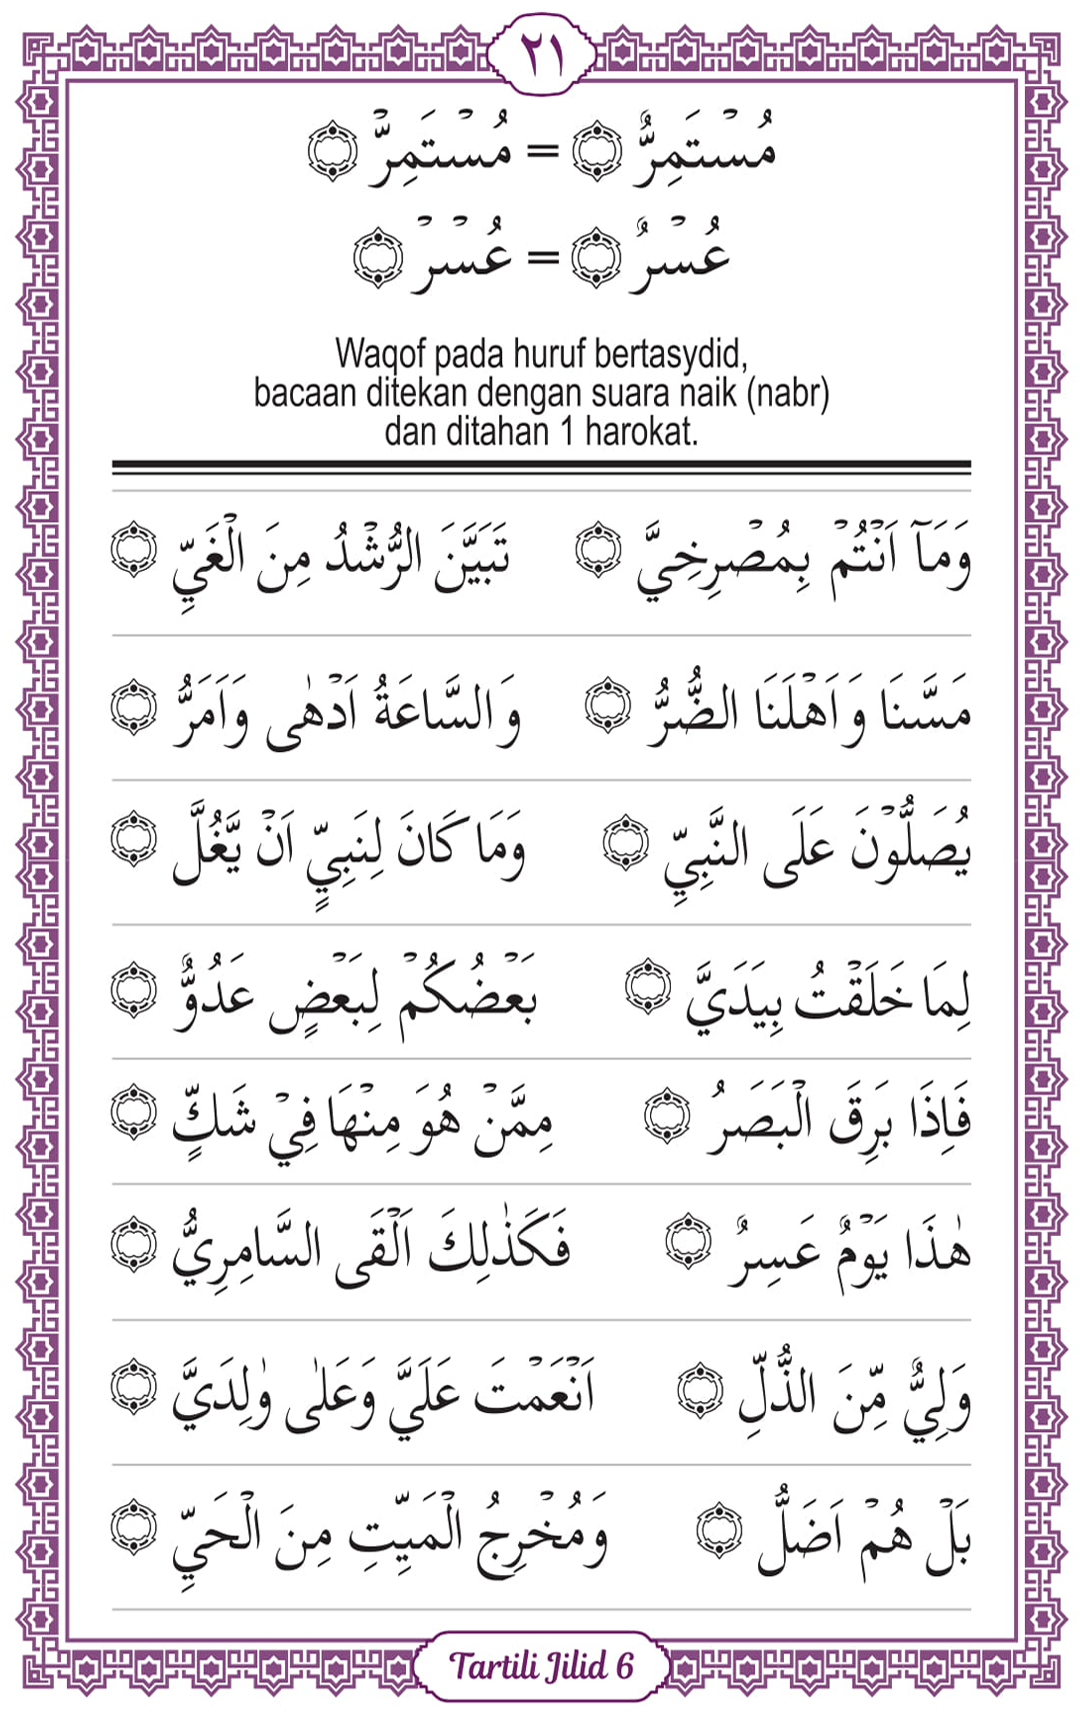 ٢١
مُسْتَمِرٌّ ۝ = مُسْتَمِرّْ ۝
عُسْرٌ ۝ = عُسْرْ ۝
Waqof pada huruf bertasydid,
bacaan ditekan dengan suara naik (nabr)
dan ditahan 1 harokat.
وَمَآ اَنْتُمْ بِمُصْرِخِيَّ ۝ تَبَيَّنَ الرُّشْدُ مِنَ الْغَيِّ ۝
مَسَّنَا وَاَهْلَنَا الضُّرُّ ۝ وَالسَّاعَةُ اَدْهٰى وَاَمَرُّ ۝
يُصَلُّوْنَ عَلَى النَّبِيِّ ۝ وَمَا كَانَ لِنَبِيٍّ اَنْ يَّغُلَّ ۝
لِمَا خَلَقْتُ بِيَدَيَّ ۝ بَعْضُكُمْ لِبَعْضٍ عَدُوٌّ ۝
فَاِذَا بَرِقَ الْبَصَرُ ۝ مِمَّنْ هُوَ مِنْهَا فِيْ شَكٍّ ۝
هٰذَا يَوْمٌ عَسِرٌ ۝ فَكَذٰلِكَ اَلْقَى السَّامِرِيُّ ۝
وَلِيٌّ مِّنَ الذُّلِّ ۝ اَنْعَمْتَ عَلَيَّ وَعَلٰى وٰلِدَيَّ ۝
بَلْ هُمْ اَضَلُّ ۝ وَمُخْرِجُ الْمَيِّتِ مِنَ الْحَيِّ ۝
Tartili Jilid 6